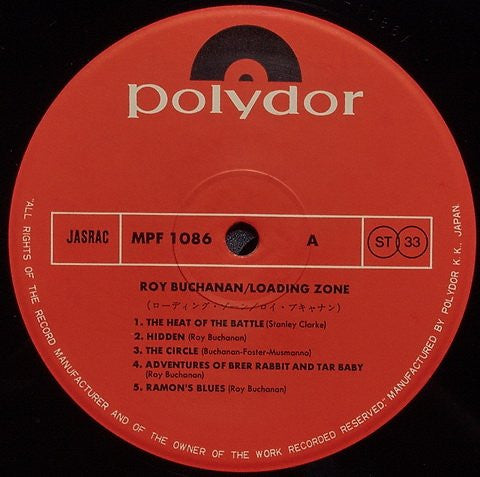 polydor
JASRAC
MPF 1086
A
ST 33
ROY BUCHANAN/LOADING ZONE
(ローディング・ゾーン/ロイ・ブキャナン)
1. THE HEAT OF THE BATTLE (Stanley Clarke)
2. HIDDEN (Roy Buchanan)
3. THE CIRCLE (Buchanan-Foster-Musmanno)
4. ADVENTURES OF BRER RABBIT AND TAR BABY
(Roy Buchanan)
5. RAMON'S BLUES (Roy Buchanan)
"ALL RIGHTS OF THE RECORD MANUFACTURER AND OF THE OWNER OF THE WORK RECORDED RESERVED." MANUFACTURED BY POLYDOR K.K., JAPAN